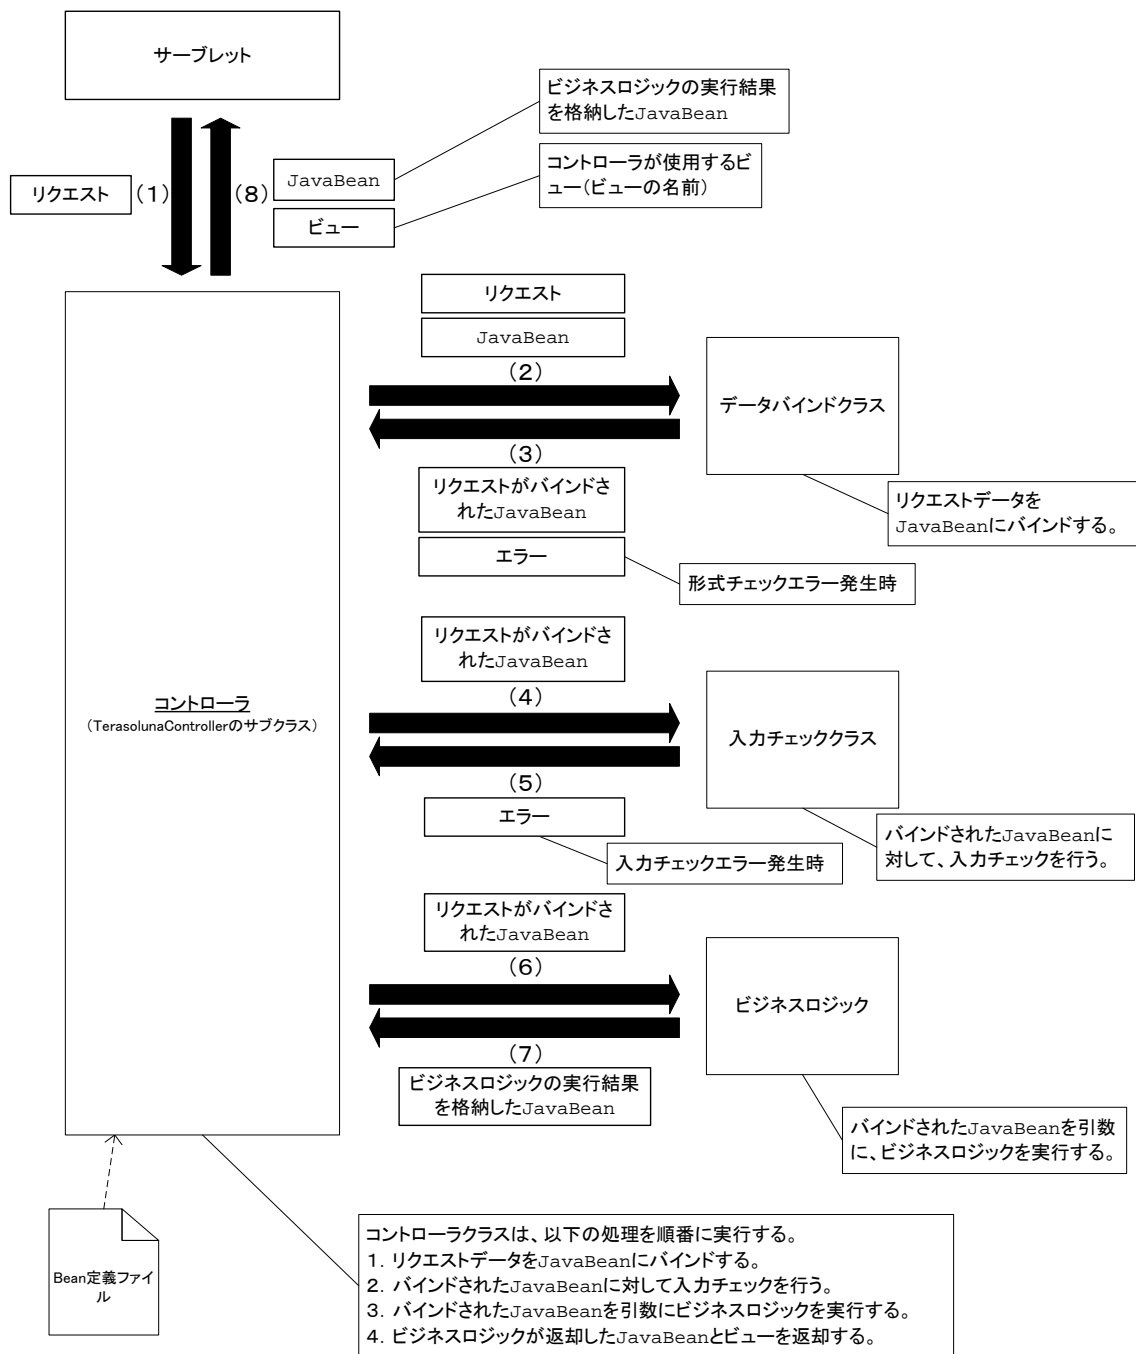 サーブレット
ビジネスロジックの実行結果
を格納したJavaBean
コントローラが使用するビ
ュー(ビューの名前)
リクエスト
(1)
(8)
JavaBean
ビュー
リクエスト
JavaBean
(2)
データバインドクラス
(3)
リクエストがバインドさ
れたJavaBean
リクエストデータを
JavaBeanにバインドする。
エラー
形式チェックエラー発生時
リクエストがバインドさ
れたJavaBean
(4)
コントローラ
(TerasolunaControllerのサブクラス)
入力チェッククラス
(5)
エラー
バインドされたJavaBeanに
対して、入力チェックを行う。
入力チェックエラー発生時
リクエストがバインドさ
れたJavaBean
(6)
ビジネスロジック
(7)
ビジネスロジックの実行結果
を格納したJavaBean
バインドされたJavaBeanを引数
に、ビジネスロジックを実行する。
Bean定義ファイ
ル
コントローラクラスは、以下の処理を順番に実行する。
1. リクエストデータをJavaBeanにバインドする。
2. バインドされたJavaBeanに対して入力チェックを行う。
3. バインドされたJavaBeanを引数にビジネスロジックを実行する。
4. ビジネスロジックが返却したJavaBeanとビューを返却する。